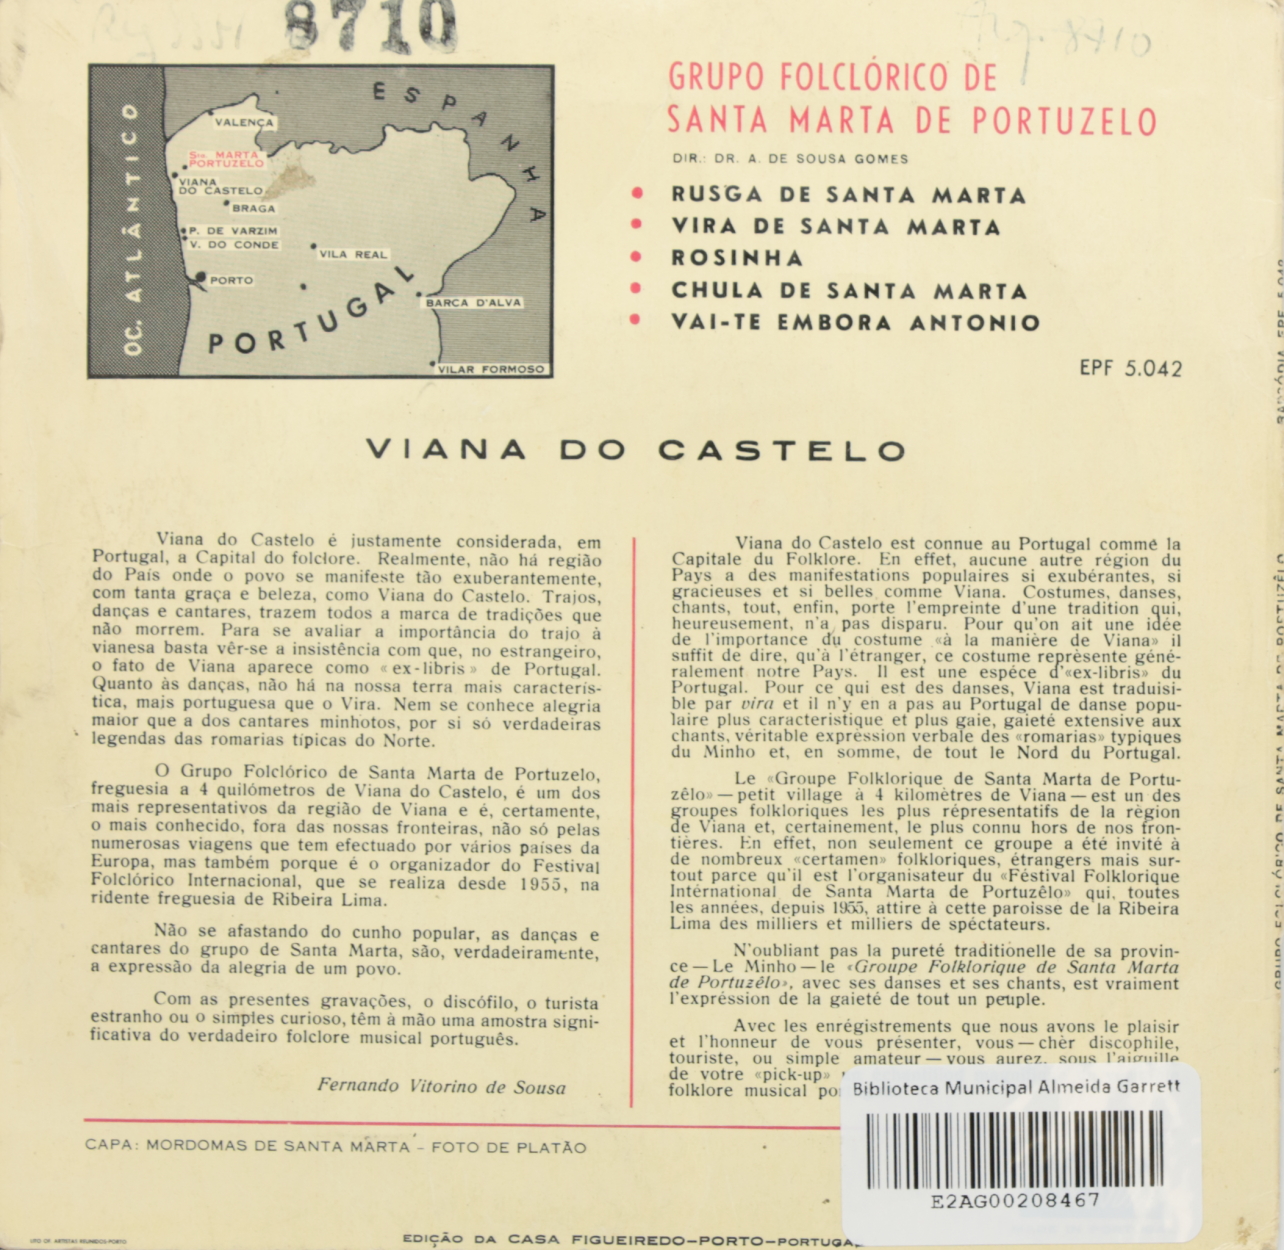 8710
OC. ATLÂNTICO
ESPANHA
VALENÇA
Sta. MARTA
PORTUZELO
VIANA
DO CASTELO
BRAGA
P. DE VARZIM
V. DO CONDE
VILA REAL
PORTO
BARCA D'ALVA
PORTUGAL
VILAR FORMOSO
GRUPO FOLCLÓRICO DE
SANTA MARTA DE PORTUZELO
DIR.: DR. A. DE SOUSA GOMES
• RUSGA DE SANTA MARTA
• VIRA DE SANTA MARTA
• ROSINHA
• CHULA DE SANTA MARTA
• VAI-TE EMBORA ANTONIO
EPF 5.042
VIANA DO CASTELO
Viana do Castelo é justamente considerada, em
Portugal, a Capital do folclore. Realmente, não há região
do País onde o povo se manifeste tão exuberantemente,
com tanta graça e beleza, como Viana do Castelo. Trajos,
danças e cantares, trazem todos a marca de tradições que
não morrem. Para se avaliar a importância do trajo à
vianesa basta vêr-se a insistência com que, no estrangeiro,
o fato de Viana aparece como «ex-libris» de Portugal.
Quanto às danças, não há na nossa terra mais caracterís-
tica, mais portuguesa que o Vira. Nem se conhece alegria
maior que a dos cantares minhotos, por si só verdadeiras
legendas das romarias típicas do Norte.
O Grupo Folclórico de Santa Marta de Portuzelo,
freguesia a 4 quilómetros de Viana do Castelo, é um dos
mais representativos da região de Viana e é, certamente,
o mais conhecido, fora das nossas fronteiras, não só pelas
numerosas viagens que tem efectuado por vários países da
Europa, mas também porque é o organizador do Festival
Folclórico Internacional, que se realiza desde 1955, na
ridente freguesia de Ribeira Lima.
Não se afastando do cunho popular, as danças e
cantares do grupo de Santa Marta, são, verdadeiramente,
a expressão da alegria de um povo.
Com as presentes gravações, o discófilo, o turista
estranho ou o simples curioso, têm à mão uma amostra signi-
ficativa do verdadeiro folclore musical português.
Fernando Vitorino de Sousa
Viana do Castelo est connue au Portugal comme la
Capitale du Folklore. En effet, aucune autre région du
Pays a des manifestations populaires si exubérantes, si
gracieuses et si belles comme Viana. Costumes, danses,
chants, tout, enfin, porte l'empreinte d'une tradition qui,
heureusement, n'a pas disparu. Pour qu'on ait une idée
de l'importance du costume «à la manière de Viana» il
suffit de dire, qu'à l'étranger, ce costume représente géné-
ralement notre Pays. Il est une espéce d'«ex-libris» du
Portugal. Pour ce qui est des danses, Viana est traduisi-
ble par vira et il n'y en a pas au Portugal de danse popu-
laire plus caracteristique et plus gaie, gaieté extensive aux
chants, véritable expréssion verbale des «romarias» typiques
du Minho et, en somme, de tout le Nord du Portugal.
Le «Groupe Folklorique de Santa Marta de Portu-
zêlo» — petit village à 4 kilomètres de Viana — est un des
groupes folkloriques les plus réprésentatifs de la règion
de Viana et, certainement, le plus connu hors de nos fron-
tières. En effet, non seulement ce groupe a été invité à
de nombreux «certamen» folkloriques, étrangers mais sur-
tout parce qu'il est l'organisateur du «Féstival Folklorique
Intérnational de Santa Marta de Portuzêlo» qui, toutes
les années, depuis 1955, attire à cette paroisse de la Ribeira
Lima des milliers et milliers de spéctateurs.
N'oubliant pas la pureté traditionelle de sa provin-
ce — Le Minho — le «Groupe Folklorique de Santa Marta
de Portuzêlo», avec ses danses et ses chants, est vraiment
l'expréssion de la gaieté de tout un peuple.
Avec les enrégistrements que nous avons le plaisir
et l'honneur de vous présenter, vous — chèr discophile,
touriste, ou simple amateur — vous aurez, sous l'aiguille
de votre «pick-up»
folklore musical po
Biblioteca Municipal Almeida Garrett
E2AG00208467
CAPA: MORDOMAS DE SANTA MARTA - FOTO DE PLATÃO
EDIÇÃO DA CASA FIGUEIREDO-PORTO-PORTUGAL
LITO OF. ARTISTAS REUNIDOS-PORTO